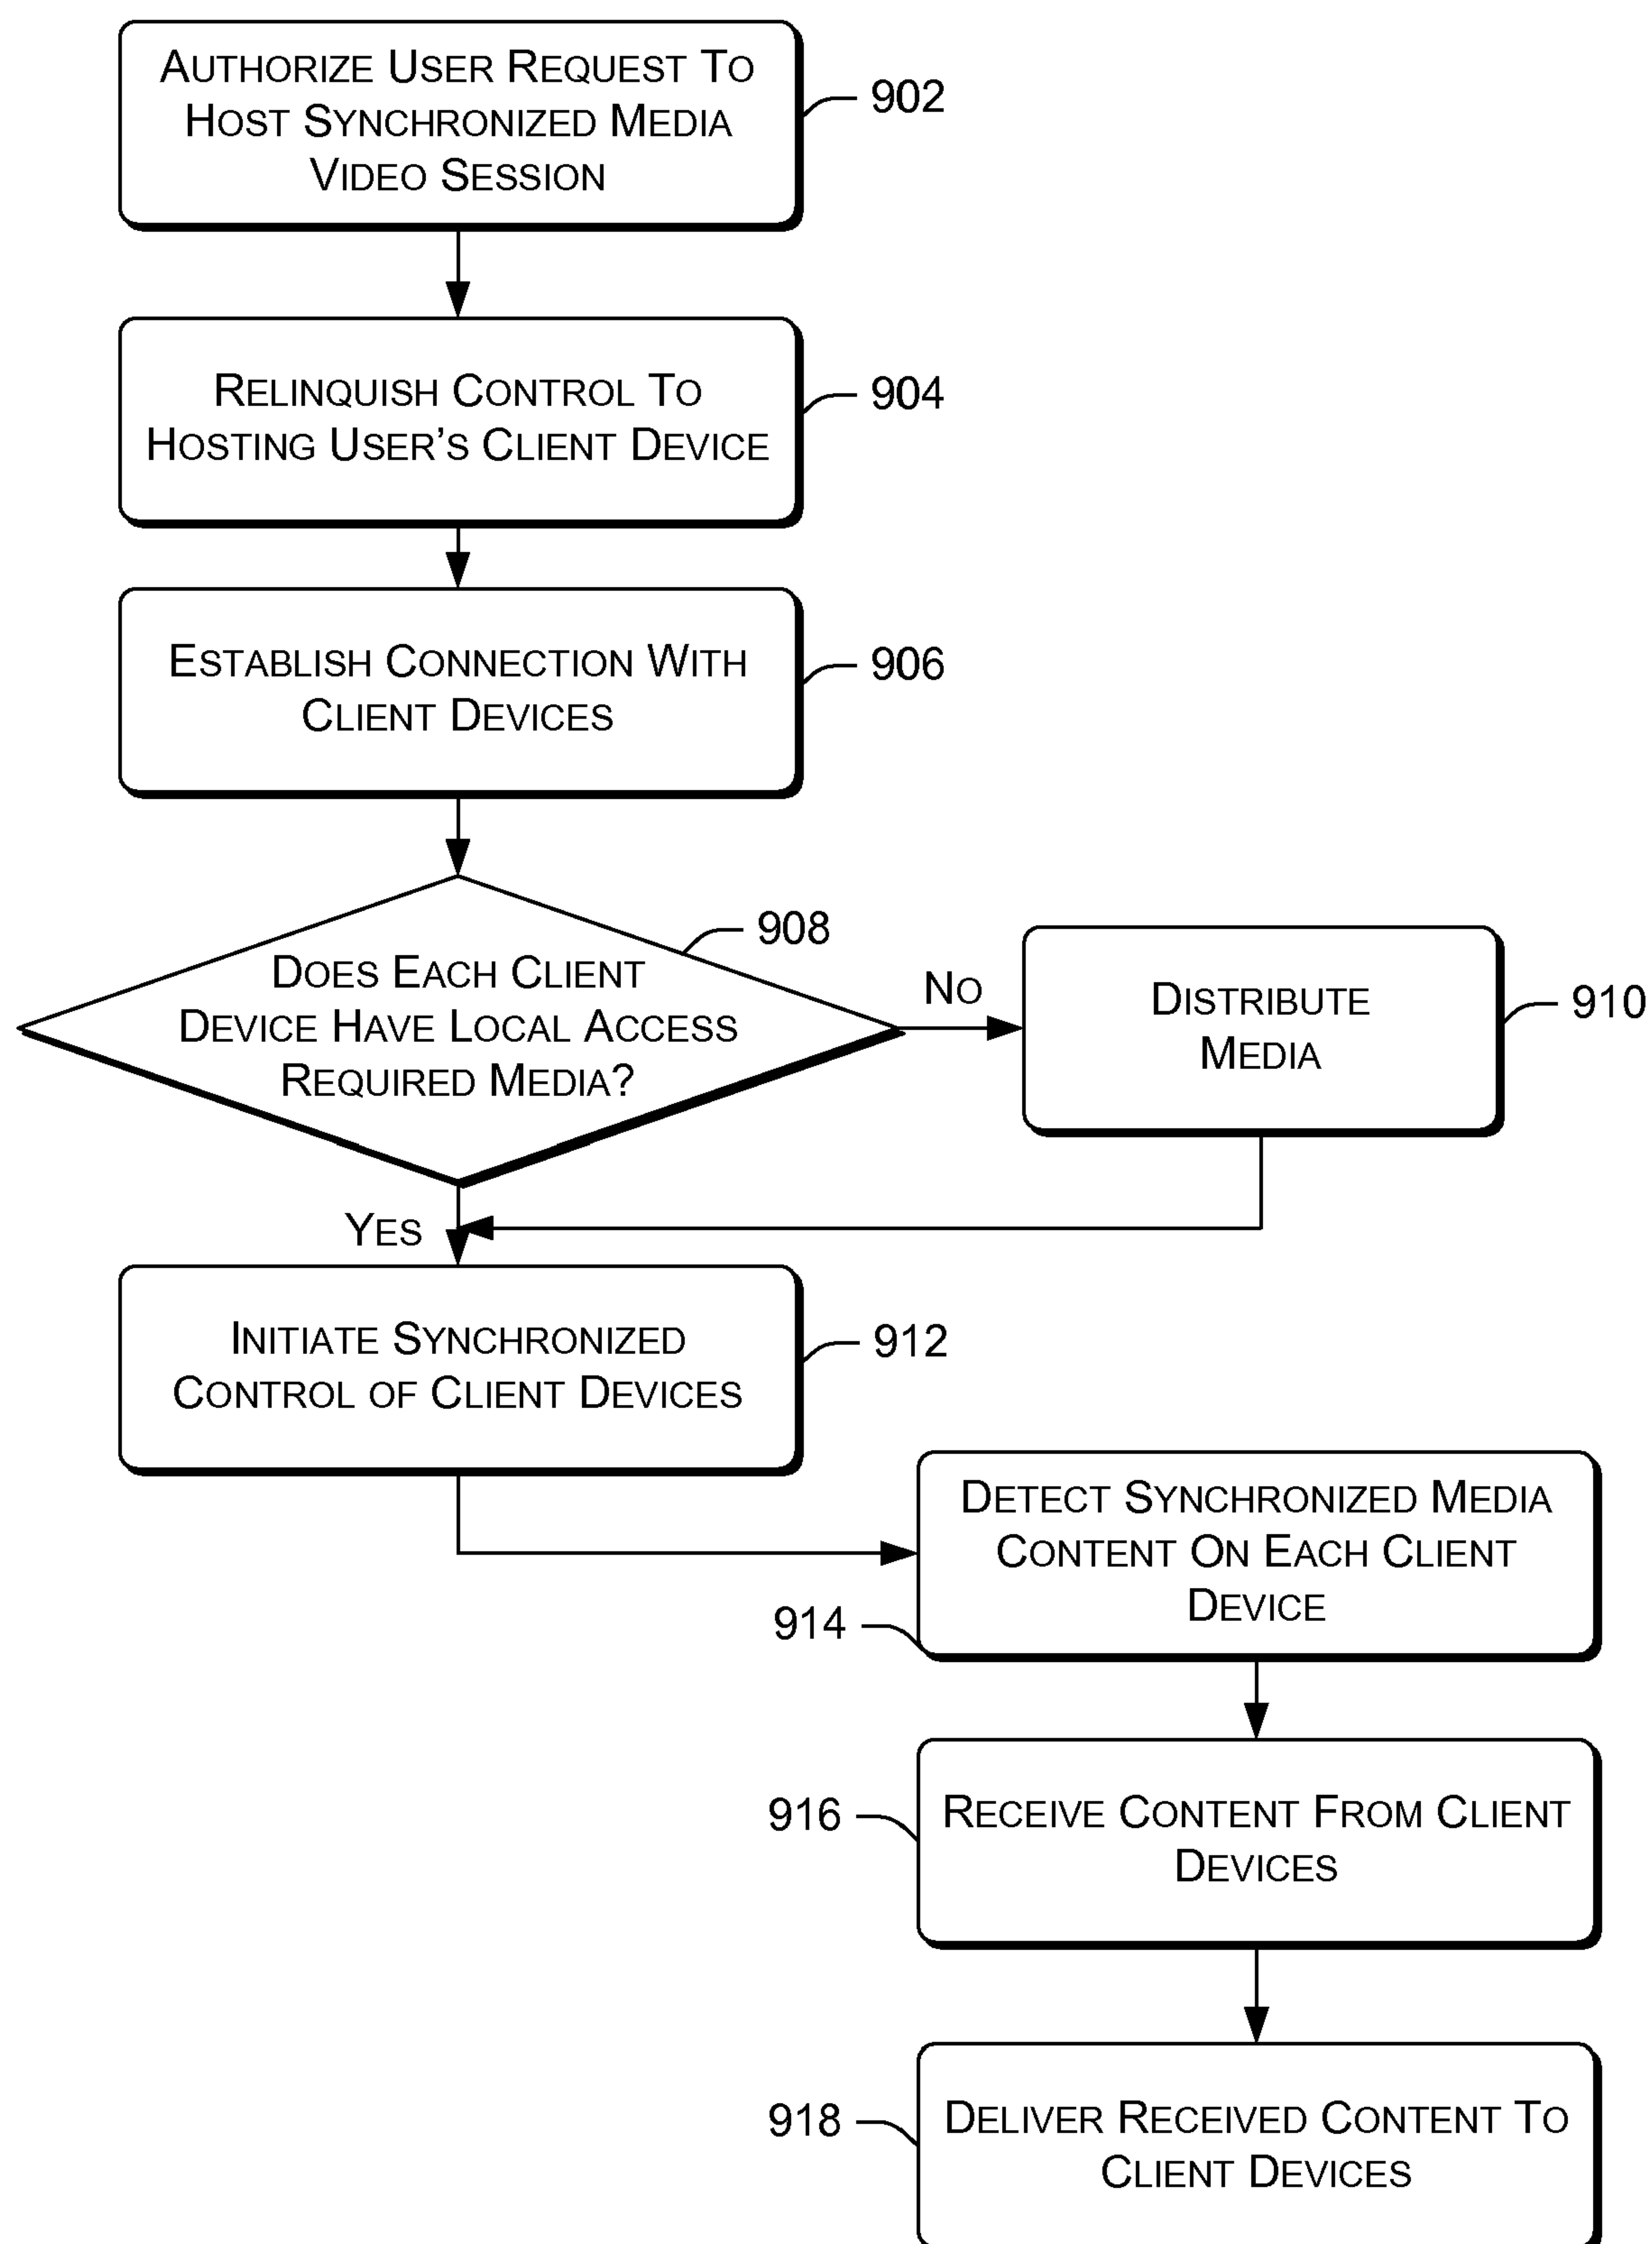 Authorize User Request To
Host Synchronized Media
Video Session
902
Relinquish Control To
Hosting User's Client Device
904
Establish Connection With
Client Devices
906
908
Does Each Client
Device Have Local Access
Required Media?
No
Distribute
Media
910
Yes
Initiate Synchronized
Control of Client Devices
912
Detect Synchronized Media
Content On Each Client
Device
914
916
Receive Content From Client
Devices
918
Deliver Received Content To
Client Devices